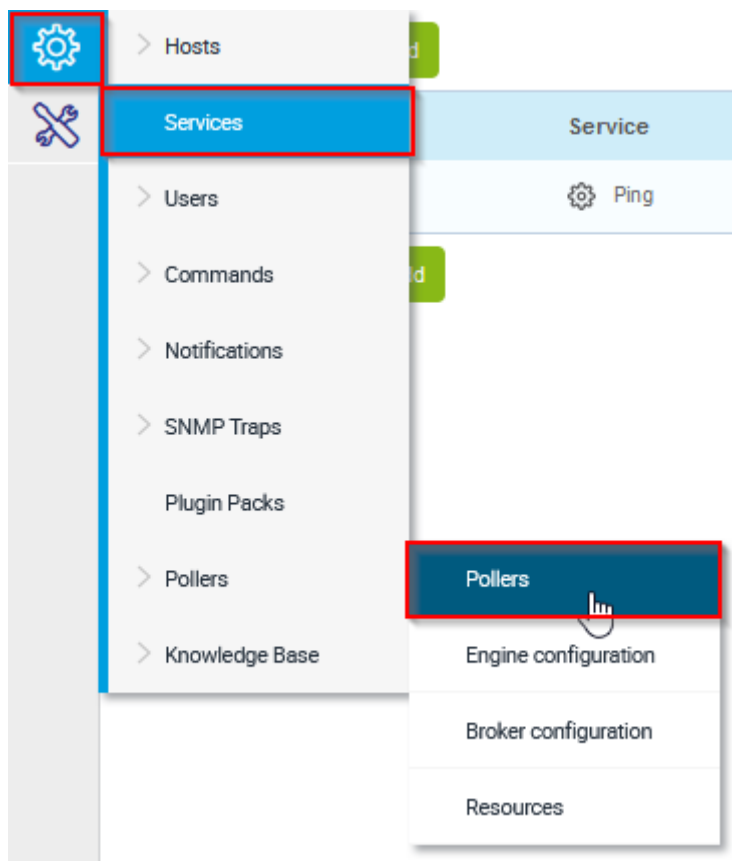 Hosts
d
Services
Service
Users
Ping
Commands
ld
Notifications
SNMP Traps
Plugin Packs
Pollers
Pollers
Knowledge Base
Engine configuration
Broker configuration
Resources